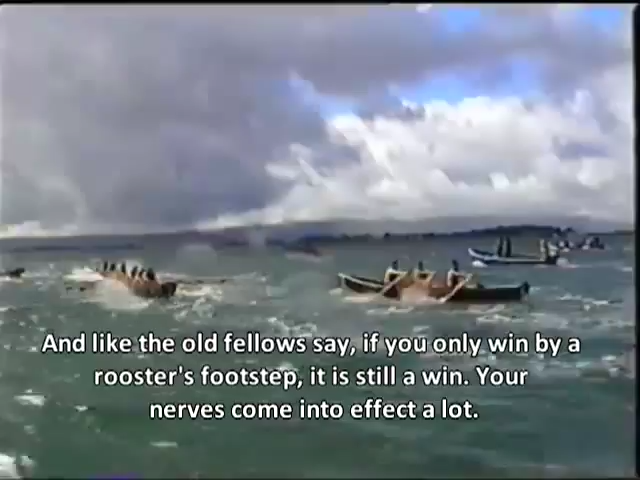 And like the old fellows say, if you only win by a
rooster's footstep, it is still a win. Your
nerves come into effect a lot.